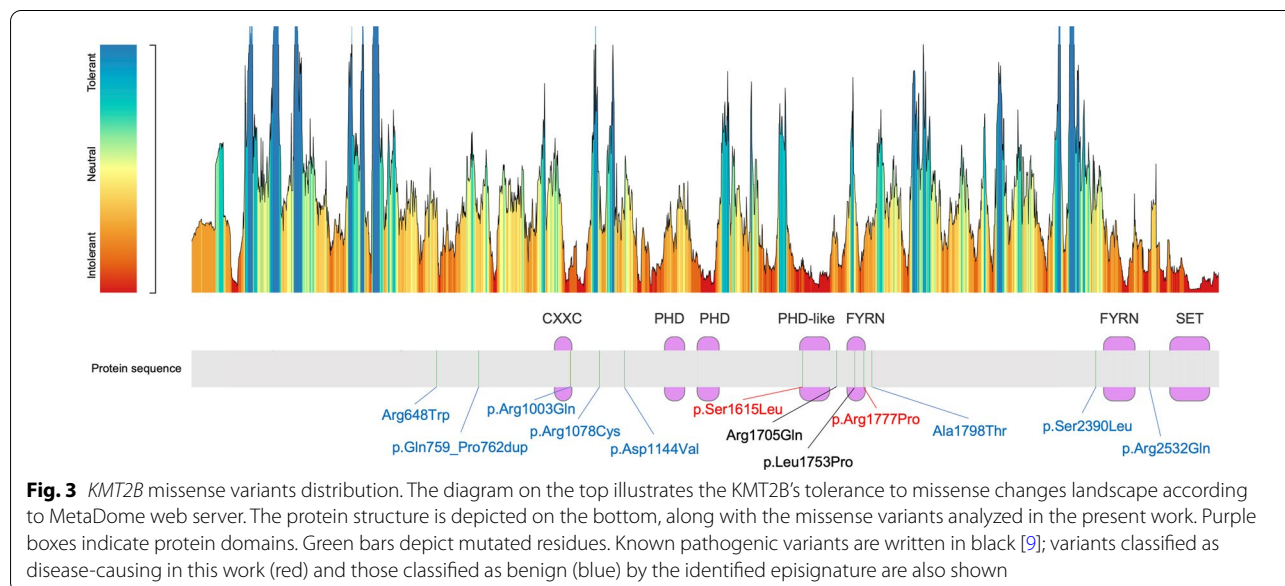 Tolerant
Neutral
Intolerant
CXXC PHD PHD PHD-like FYRN FYRN SET
Protein sequence
Arg648Trp
p.Gln759_Pro762dup
p.Arg1003Gln
p.Arg1078Cys
p.Asp1144Val
p.Ser1615Leu
Arg1705Gln
p.Leu1753Pro
p.Arg1777Pro
Ala1798Thr
p.Ser2390Leu
p.Arg2532Gln
Fig. 3 KMT2B missense variants distribution. The diagram on the top illustrates the KMT2B's tolerance to missense changes landscape according
to MetaDome web server. The protein structure is depicted on the bottom, along with the missense variants analyzed in the present work. Purple
boxes indicate protein domains. Green bars depict mutated residues. Known pathogenic variants are written in black [9]; variants classified as
disease-causing in this work (red) and those classified as benign (blue) by the identified episignature are also shown